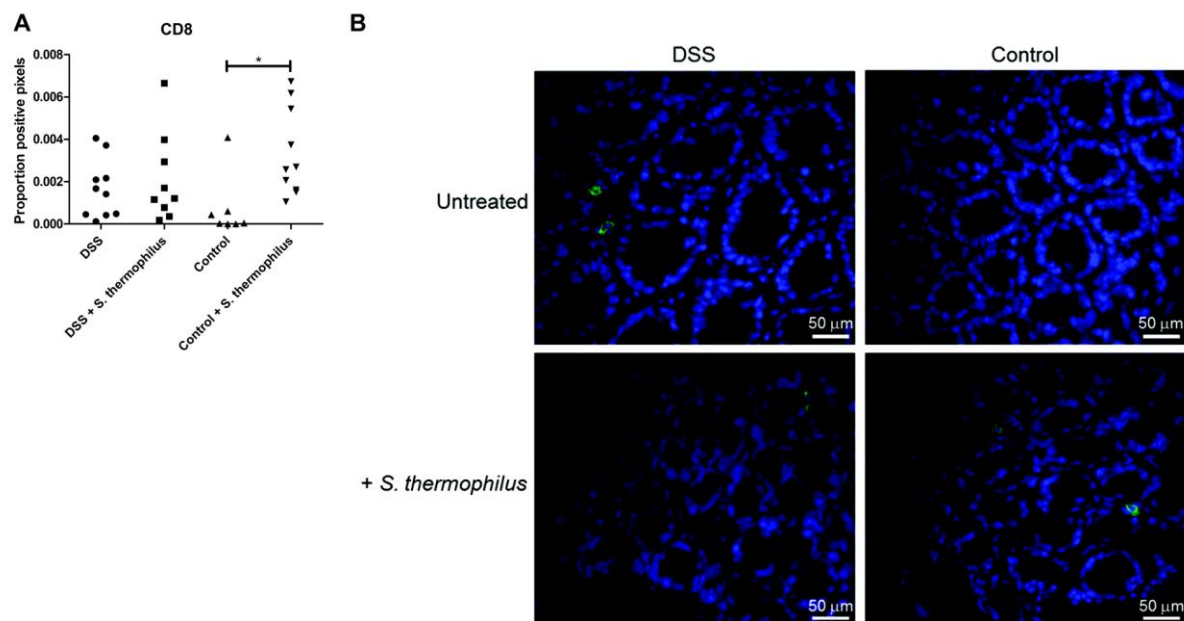 A
CD8
Proportion positive pixels
0.008
0.006
0.004
0.002
0.000
*
DSS
DSS + S. thermophilus
Control
Control + S. thermophilus
B
DSS
Control
Untreated
50 μm
50 μm
+ S. thermophilus
50 μm
50 μm